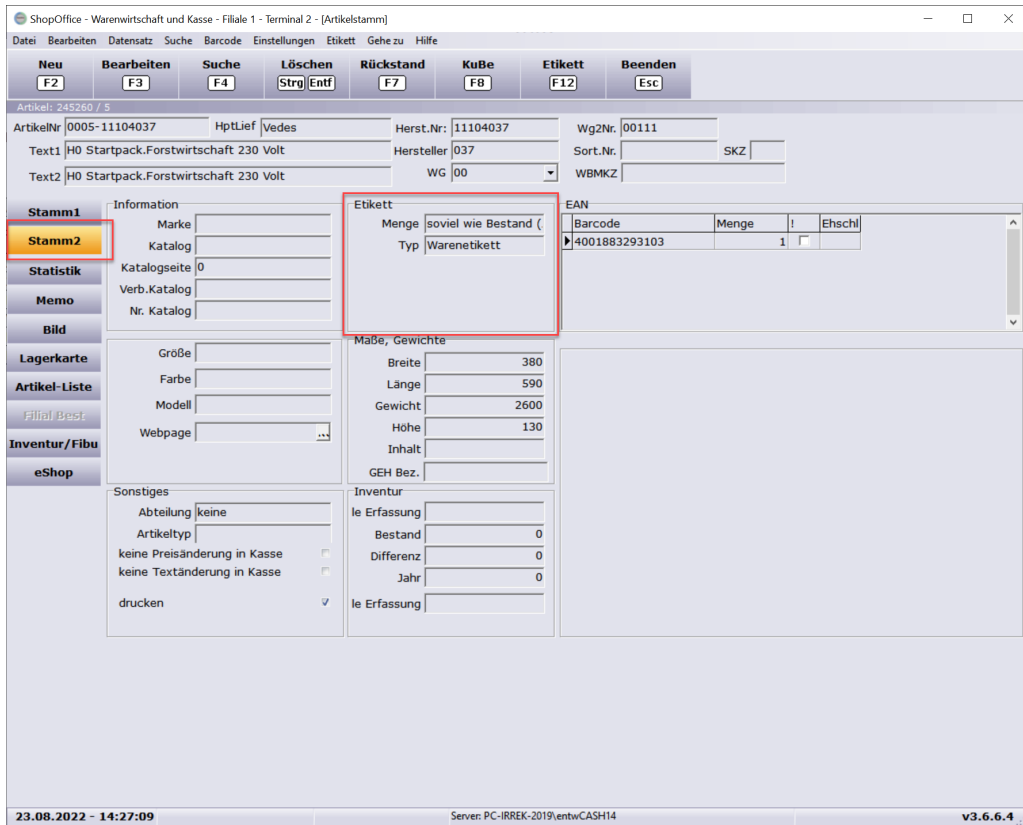 ShopOffice - Warenwirtschaft und Kasse - Filiale 1 - Terminal 2 - [Artikelstamm]
Datei Bearbeiten Datensatz Suche Barcode Einstellungen Etikett Gehe zu Hilfe
Neu Bearbeiten Suche Löschen Rückstand KuBe Etikett Beenden
F2 F3 F4 Strg Entf F7 F8 F12 Esc
Artikel: 245260 / 5
ArtikelNr 0005-11104037 HptLief Vedes Herst.Nr: 11104037 Wg2Nr. 00111
Text1 H0 Startpack.Forstwirtschaft 230 Volt Hersteller 037 Sort.Nr. SKZ
Text2 H0 Startpack.Forstwirtschaft 230 Volt WG 00 WBMKZ
Stamm1
Stamm2
Statistik
Memo
Bild
Lagerkarte
Artikel-Liste
Filial Best
Inventur/Fibu
eShop
Information
Marke
Katalog
Katalogseite 0
Verb.Katalog
Nr. Katalog
Etikett
Menge soviel wie Bestand (.
Typ Warenetikett
EAN
Barcode Menge ! Ehschl
4001883293103 1
Größe
Farbe
Modell
Webpage ...
Maße, Gewichte
Breite 380
Länge 590
Gewicht 2600
Höhe 130
Inhalt
GEH Bez.
Sonstiges
Abteilung keine
Artikeltyp
keine Preisänderung in Kasse
keine Textänderung in Kasse
drucken
Inventur
le Erfassung
Bestand 0
Differenz 0
Jahr 0
le Erfassung
23.08.2022 - 14:27:09 Server: PC-IRREK-2019\entwCASH14 v3.6.6.4